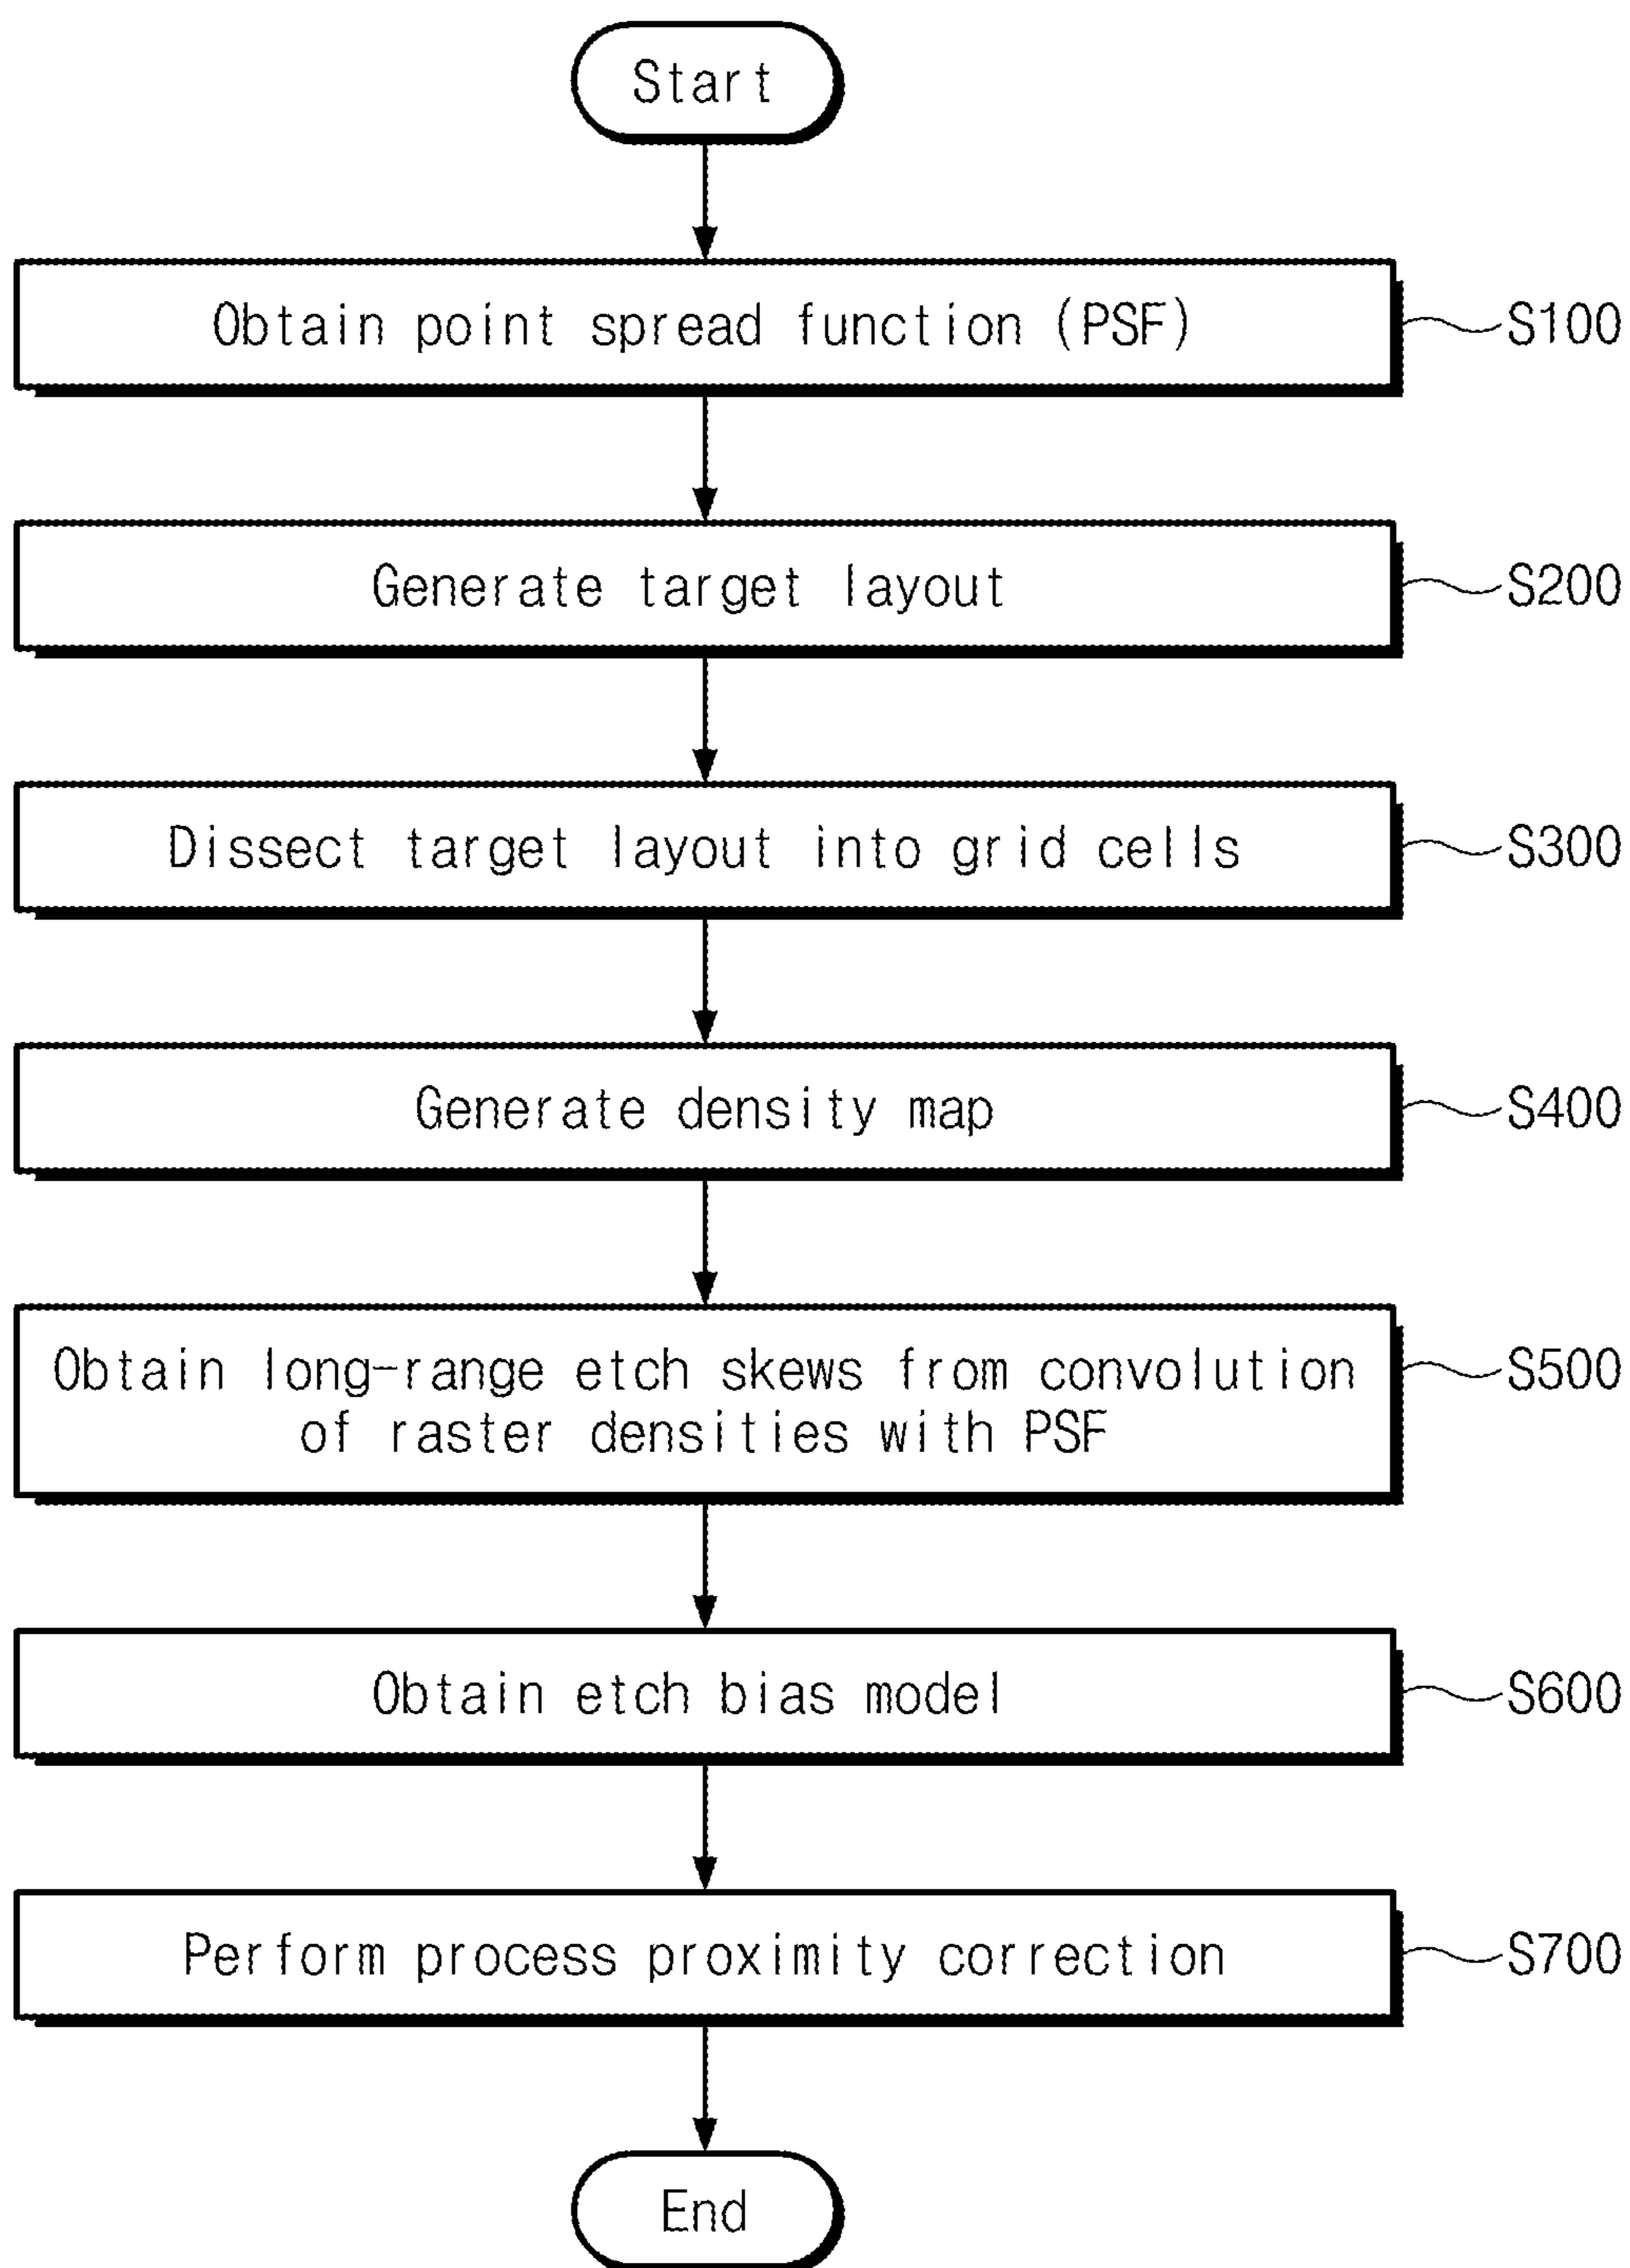 Start
Obtain point spread function (PSF)
S100
Generate target layout
S200
Dissect target layout into grid cells
S300
Generate density map
S400
Obtain long-range etch skews from convolution
of raster densities with PSF
S500
Obtain etch bias model
S600
Perform process proximity correction
S700
End